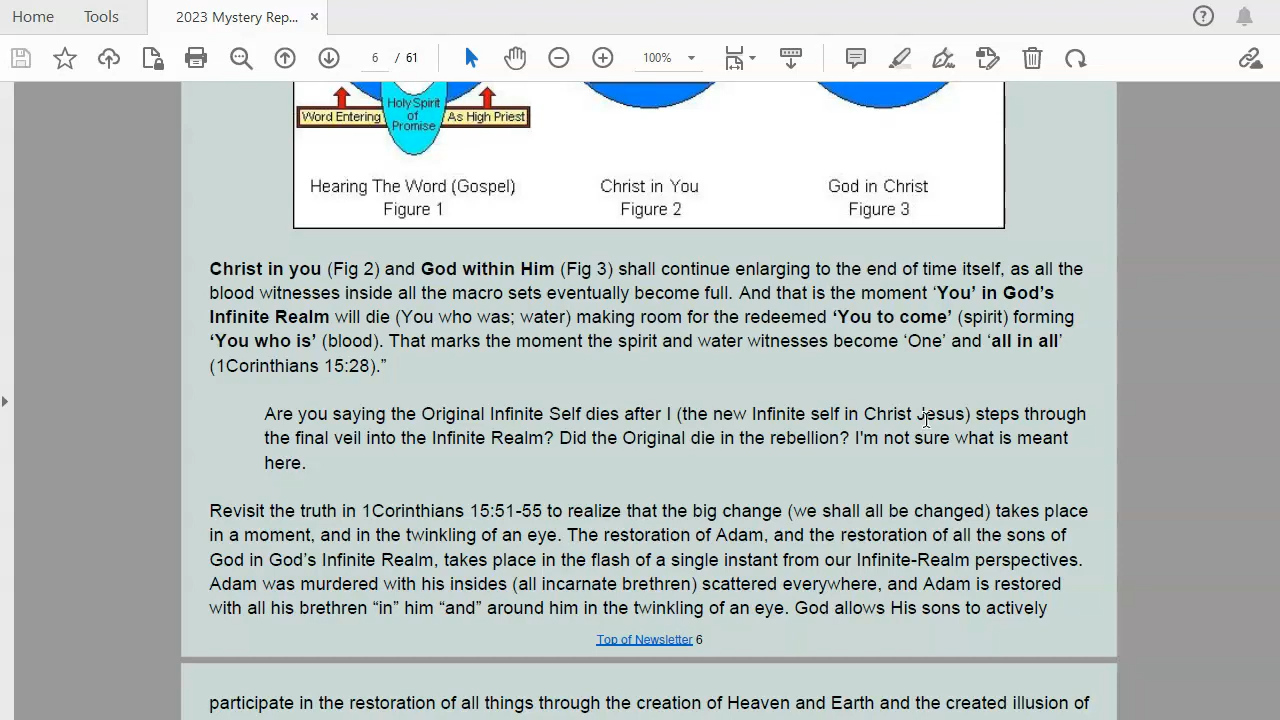 Home Tools 2023 Mystery Rep... ×
6 / 61 100%
Holy Spirit
of
Promise
Word Entering As High Priest
Hearing The Word (Gospel) Christ in You God in Christ
Figure 1 Figure 2 Figure 3
Christ in you (Fig 2) and God within Him (Fig 3) shall continue enlarging to the end of time itself, as all the
blood witnesses inside all the macro sets eventually become full. And that is the moment ‘You’ in God’s
Infinite Realm will die (You who was; water) making room for the redeemed ‘You to come’ (spirit) forming
‘You who is’ (blood). That marks the moment the spirit and water witnesses become ‘One’ and ‘all in all’
(1Corinthians 15:28).”
Are you saying the Original Infinite Self dies after I (the new Infinite self in Christ Jesus) steps through
the final veil into the Infinite Realm? Did the Original die in the rebellion? I'm not sure what is meant
here.
Revisit the truth in 1Corinthians 15:51-55 to realize that the big change (we shall all be changed) takes place
in a moment, and in the twinkling of an eye. The restoration of Adam, and the restoration of all the sons of
God in God’s Infinite Realm, takes place in the flash of a single instant from our Infinite-Realm perspectives.
Adam was murdered with his insides (all incarnate brethren) scattered everywhere, and Adam is restored
with all his brethren “in” him “and” around him in the twinkling of an eye. God allows His sons to actively
Top of Newsletter 6
participate in the restoration of all things through the creation of Heaven and Earth and the created illusion of